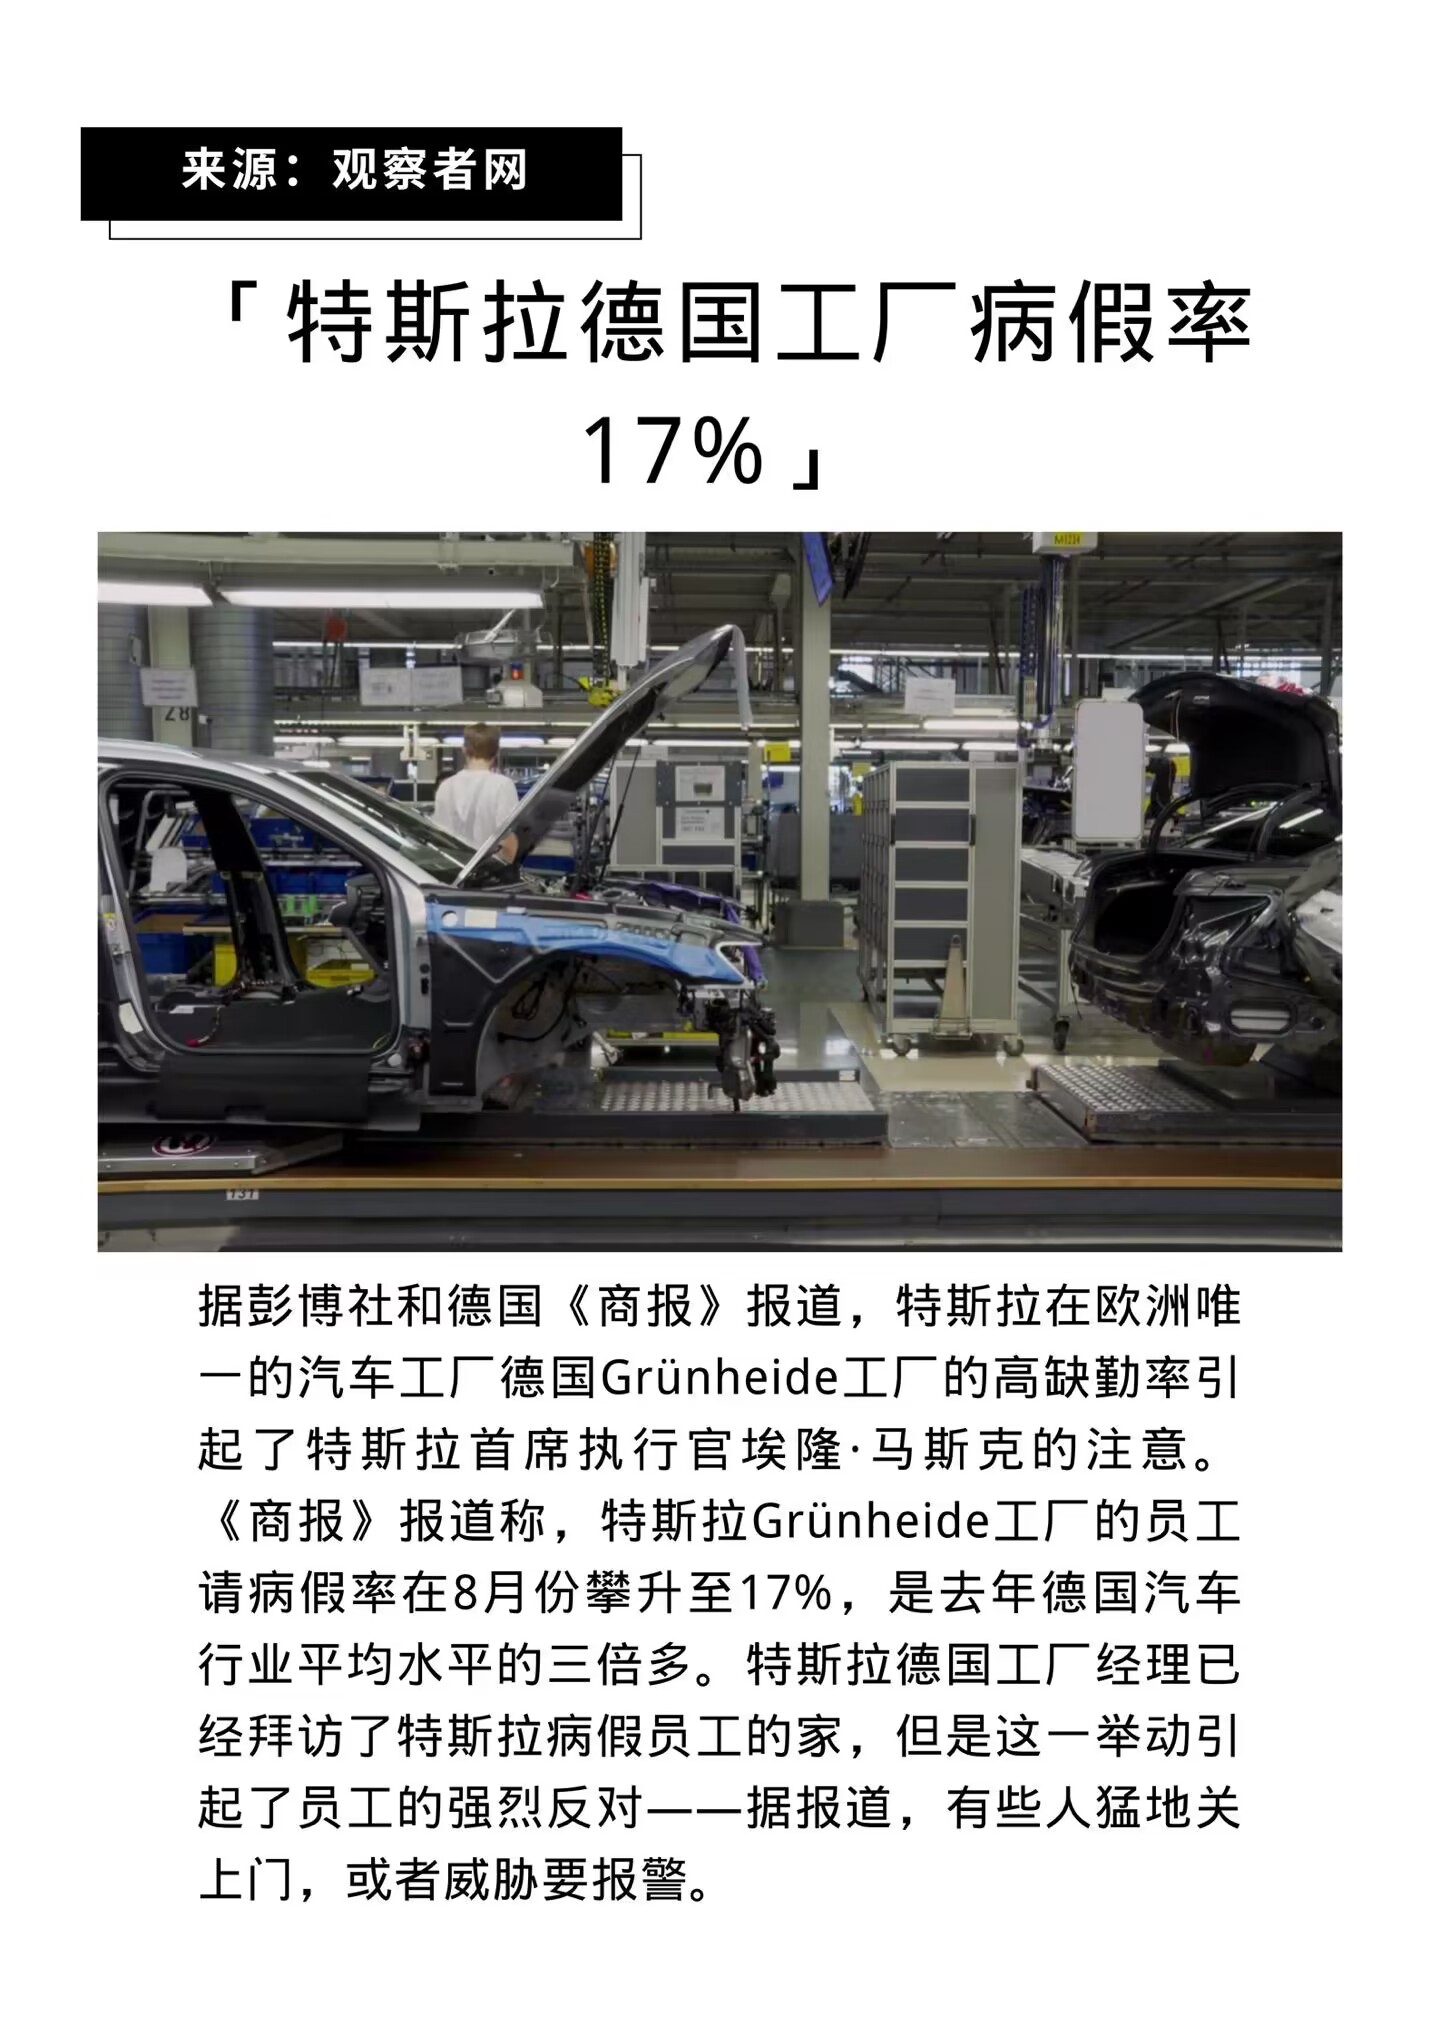 来源：观察者网
「特斯拉德国工厂病假率
17%」
M1234
28
131
据彭博社和德国《商报》报道，特斯拉在欧洲唯
一的汽车工厂德国Grünheide工厂的高缺勤率引
起了特斯拉首席执行官埃隆·马斯克的注意。
《商报》报道称，特斯拉Grünheide工厂的员工
请病假率在8月份攀升至17%，是去年德国汽车
行业平均水平的三倍多。特斯拉德国工厂经理已
经拜访了特斯拉病假员工的家，但是这一举动引
起了员工的强烈反对——据报道，有些人猛地关
上门，或者威胁要报警。